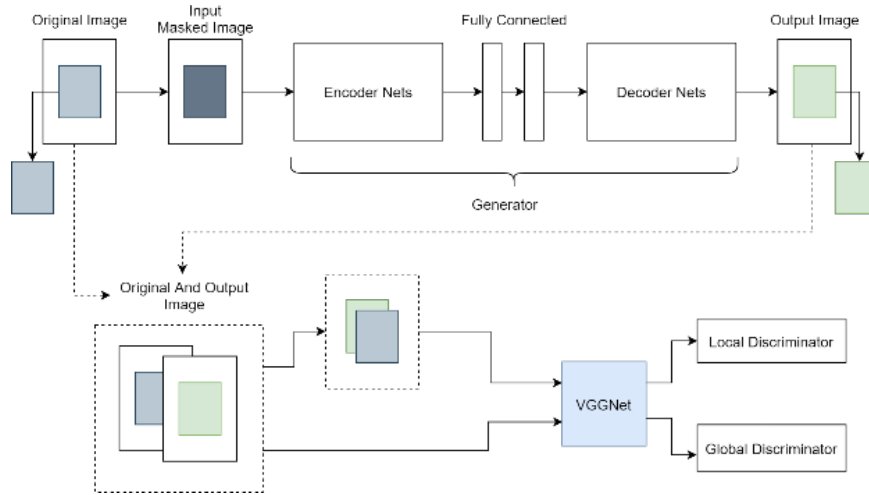 Original Image
Input
Masked Image
Fully Connected
Output Image
Encoder Nets
Decoder Nets
Generator
Original And Output
Image
Local Discriminator
VGGNet
Global Discriminator